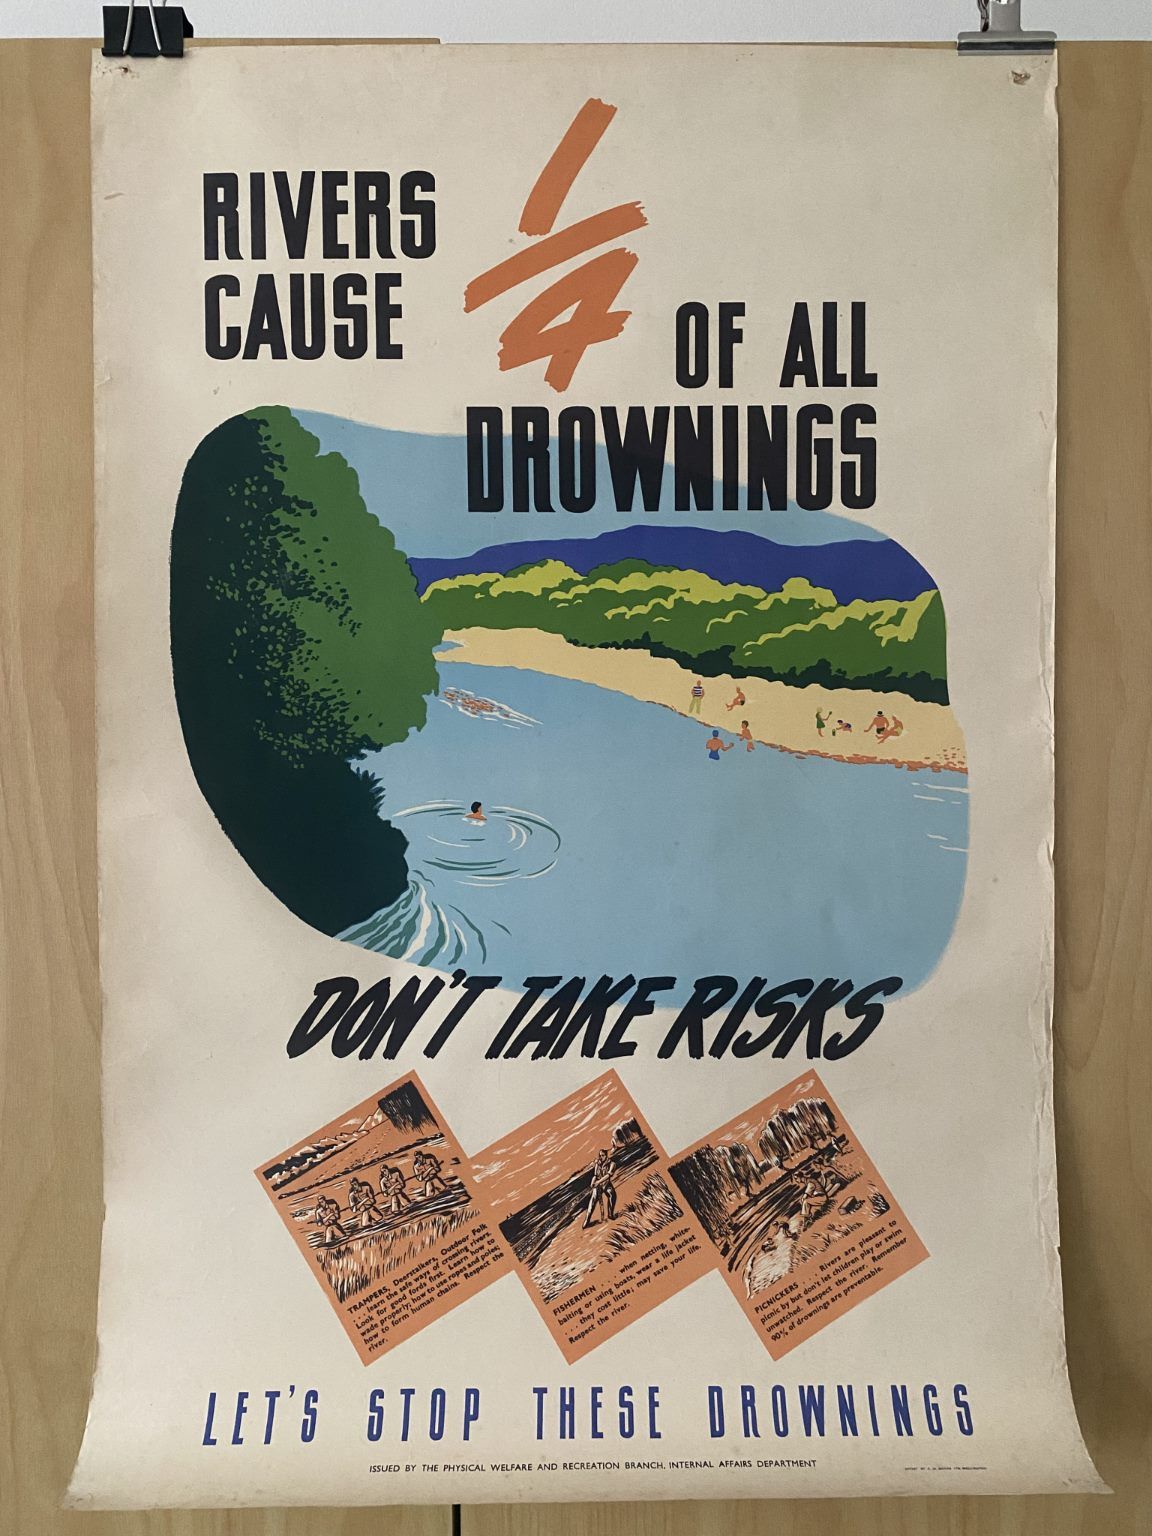 RIVERS
CAUSE
1/4
OF ALL
DROWNINGS
DON'T TAKE RISKS
TRAMPERS, Deerstalkers, Outdoor Folk
. . . learn the safe ways of crossing rivers.
Look for good fords first. Learn how to
wade properly; how to use ropes and poles;
how to form human chains. Respect the
river.
FISHERMEN . . . when netting, white-
baiting or using boats, wear a life jacket
. . . they cost little; may save your life.
Respect the river.
PICNICKERS . . . Rivers are pleasant to
picnic by but don't let children play or swim
unwatched. Respect the river. Remember
90% of drownings are preventable.
LET'S STOP THESE DROWNINGS
ISSUED BY THE PHYSICAL WELFARE AND RECREATION BRANCH, INTERNAL AFFAIRS DEPARTMENT